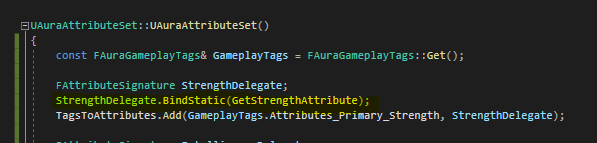 UAuraAttributeSet::UAuraAttributeSet()
{
const FAuraGameplayTags& GameplayTags = FAuraGameplayTags::Get();
FAttributeSignature StrengthDelegate;
StrengthDelegate.BindStatic(GetStrengthAttribute);
TagsToAttributes.Add(GameplayTags.Attributes_Primary_Strength, StrengthDelegate);